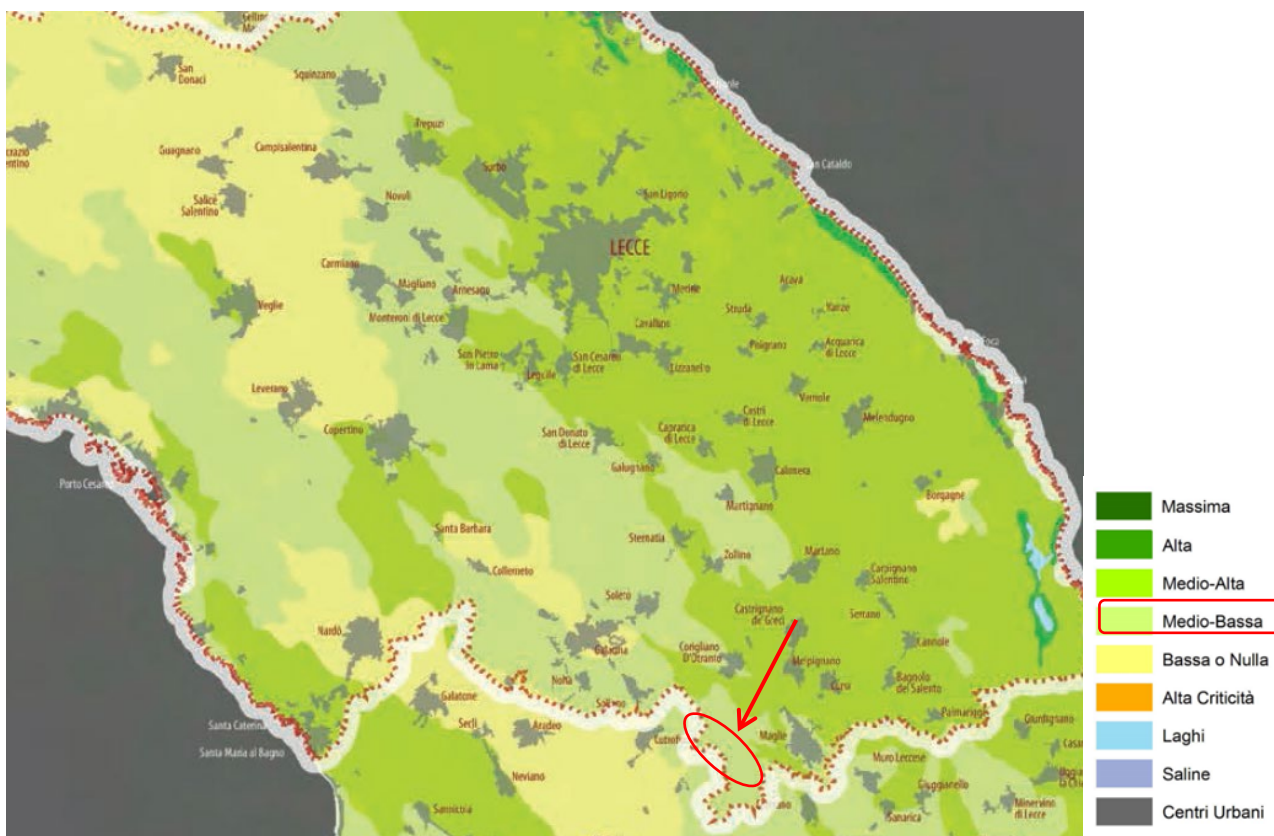 San
Donaci
Squinzano
Trepuzi
Guagnano
Campisalentina
Surbo
San Cataldo
San Ligorio
Salice
Salentino
Novoli
LECCE
Carmiano
Magliano
Arnesano
Acava
Veglie
Merine
Monteroni di Lecce
Struda
Vanze
Cavallino
San Pietro
in Lama
San Cesario
di Lecce
Lequile
Pisignano
Acquarica
di Lecce
Lizzanello
Leverano
Vernole
Melendugno
Copertino
Castri
di Lecce
San Donato
di Lecce
Caprarica
di Lecce
Galugnano
Calimera
Porto Cesareo
Borgagne
Martignano
Santa Barbara
Sternatia
Zollino
Martano
Collemeto
Carpignano
Salentino
Soleto
Castrignano
de'Greci
Serrano
Nardò
Galatina
Corigliano
D'Otranto
Cannole
Melpignano
Noha
Cursi
Bagnolo
del Salento
Galatone
Palmariggi
Santa Caterina
Secli
Aradeo
Maglie
Giurdignano
Santa Maria al Bagno
Muro Leccese
Neviano
Giuggianello
Sannicola
Sanarica
Minervino
di Lecce
Massima
Alta
Medio-Alta
Medio-Bassa
Bassa o Nulla
Alta Criticità
Laghi
Saline
Centri Urbani